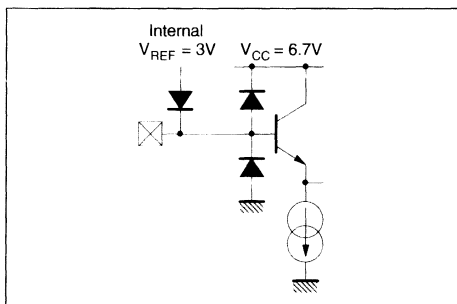 Internal
V_REF = 3V
V_CC = 6.7V